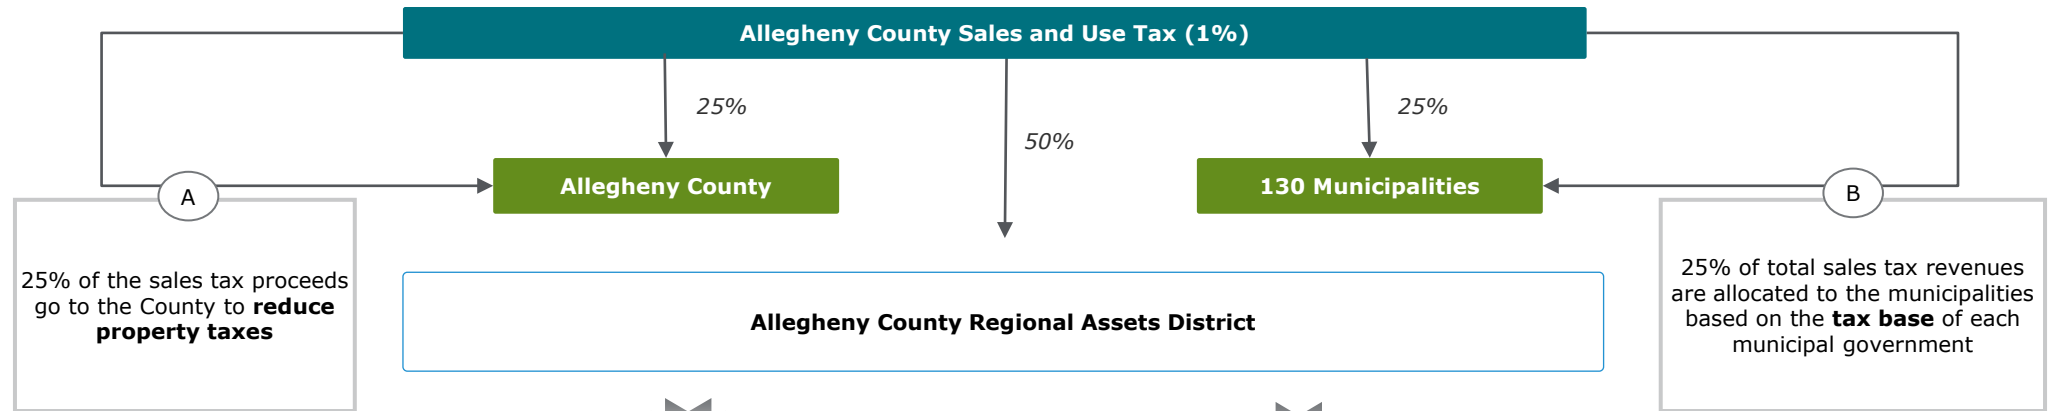 Allegheny County Sales and Use Tax (1%)
25%
50%
25%
Allegheny County
130 Municipalities
A
25% of the sales tax proceeds
go to the County to reduce
property taxes
Allegheny County Regional Assets District
B
25% of total sales tax revenues
are allocated to the municipalities
based on the tax base of each
municipal government